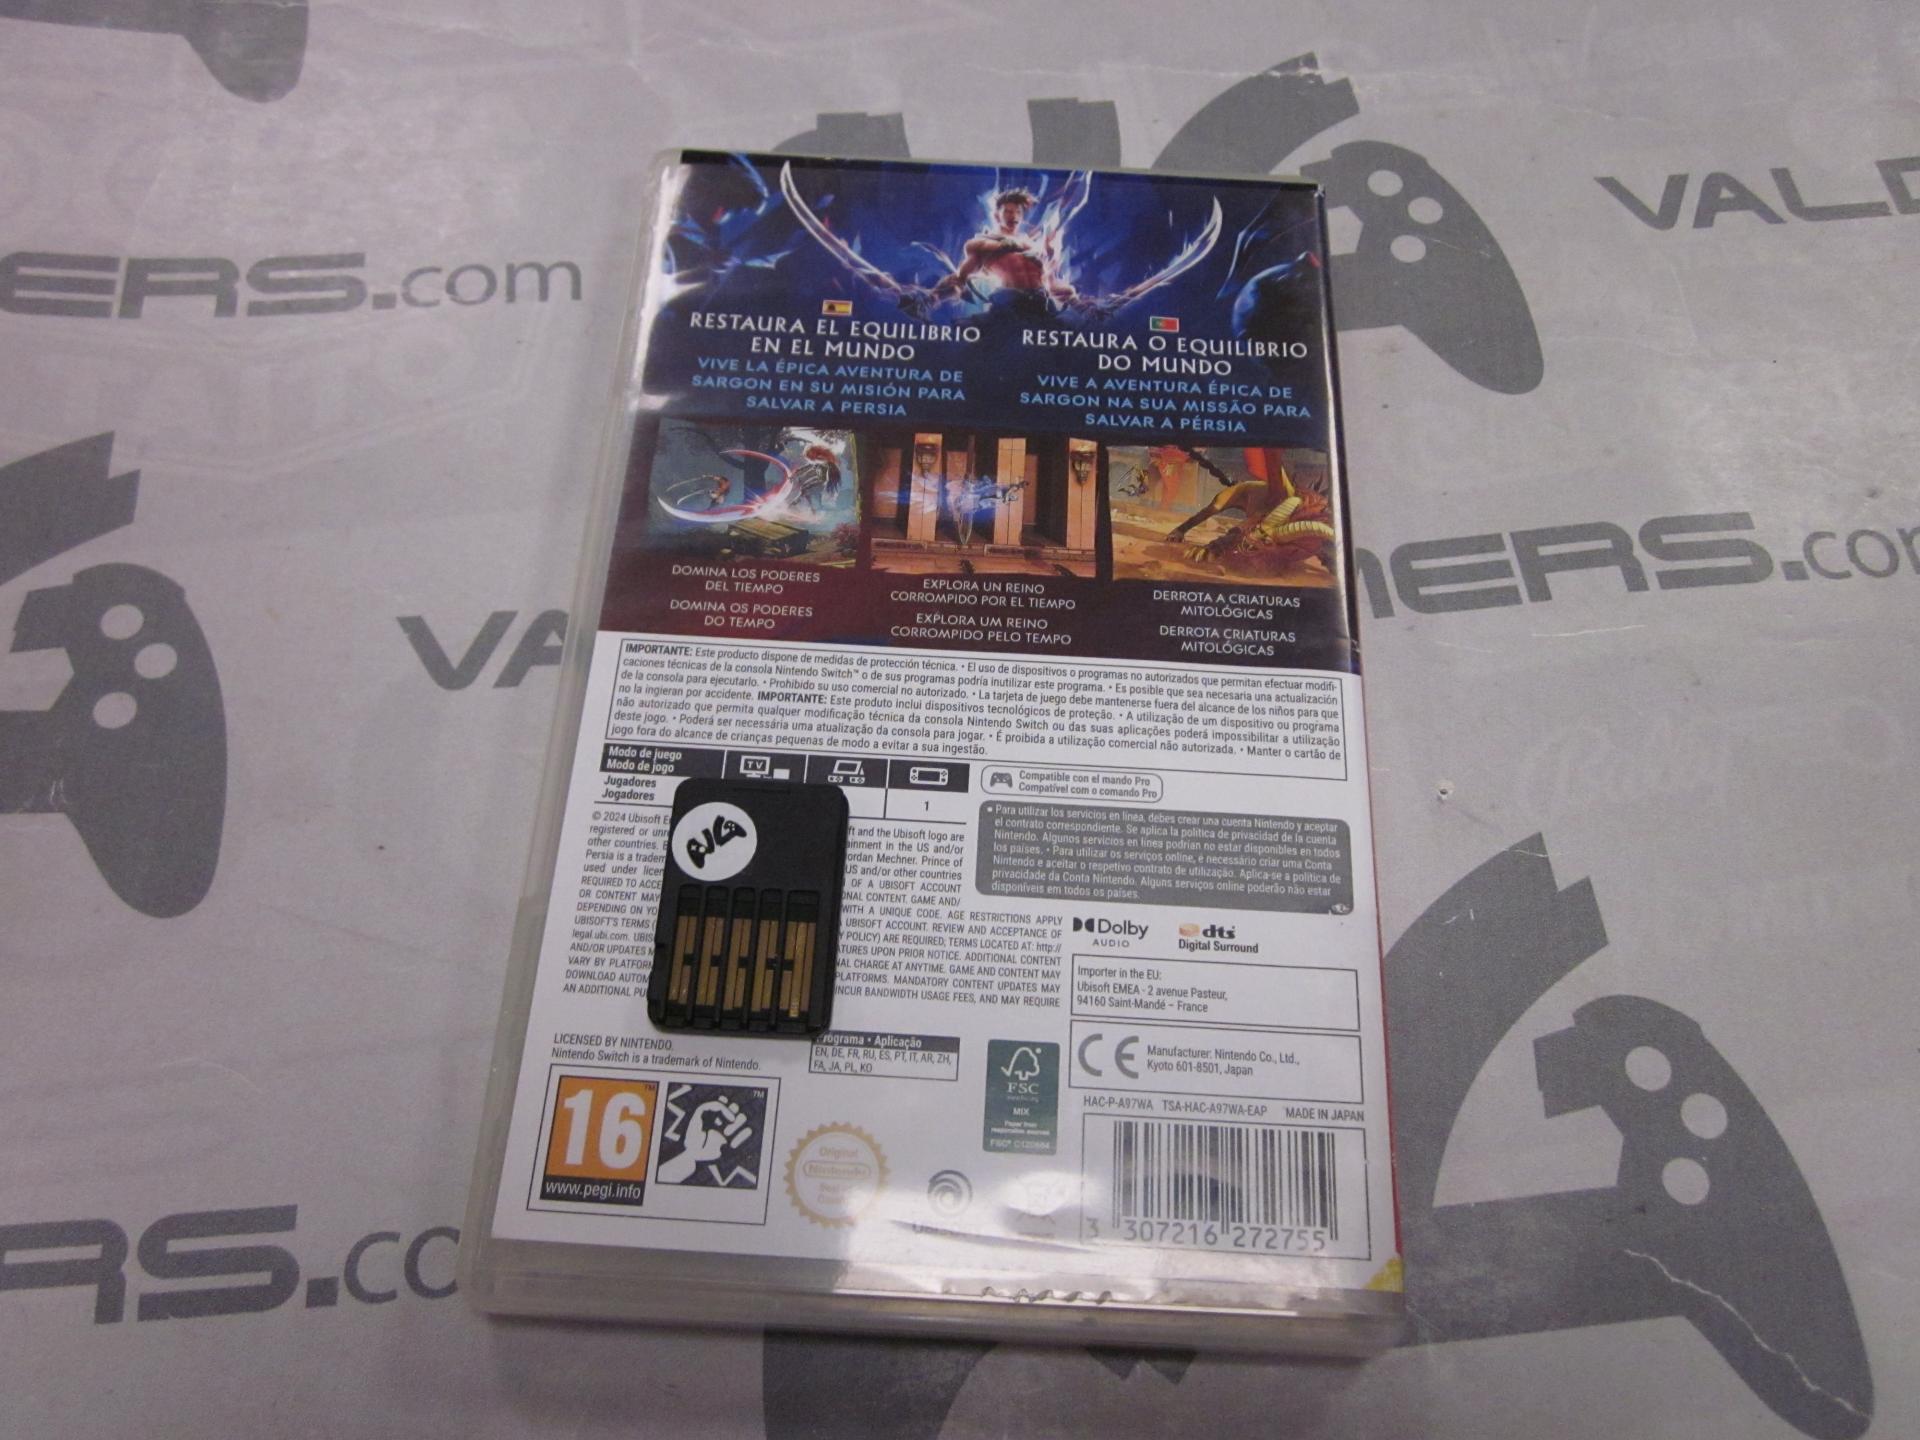 ERS.com
VALD
VA
MERS.com
RS.co
RESTAURA EL EQUILIBRIO
EN EL MUNDO
VIVE LA ÉPICA AVENTURA DE
SARGON EN SU MISIÓN PARA
SALVAR A PERSIA
RESTAURA O EQUILÍBRIO
DO MUNDO
VIVE A AVENTURA ÉPICA DE
SARGON NA SUA MISSÃO PARA
SALVAR A PÉRSIA
DOMINA LOS PODERES
DEL TIEMPO
DOMINA OS PODERES
DO TEMPO
EXPLORA UN REINO
CORROMPIDO POR EL TIEMPO
EXPLORA UM REINO
CORROMPIDO PELO TEMPO
DERROTA A CRIATURAS
MITOLÓGICAS
DERROTA CRIATURAS
MITOLÓGICAS
IMPORTANTE: Este producto dispone de medidas de protección técnica. • El uso de dispositivos o programas no autorizados que permitan efectuar modifi-
caciones técnicas de la consola Nintendo Switch™ o de sus programas podría inutilizar este programa. • Es posible que sea necesaria una actualización
de la consola para ejecutarlo. • Prohibido su uso comercial no autorizado. • La tarjeta de juego debe mantenerse fuera del alcance de los niños para que
no la ingieran por accidente. IMPORTANTE: Este produto inclui dispositivos tecnológicos de proteção. • A utilização de um dispositivo ou programa
não autorizado que permita qualquer modificação técnica da consola Nintendo Switch ou das suas aplicações poderá impossibilitar a utilização
deste jogo. • Poderá ser necessária uma atualização da consola para jogar. • É proibida a utilização comercial não autorizada. • Manter o cartão de
jogo fora do alcance de crianças pequenas de modo a evitar a sua ingestão.
Modo de juego
Modo de jogo
TV
Jugadores
Jogadores
1
Compatible con el mando Pro
Compatível com o comando Pro
• Para utilizar los servicios en línea, debes crear una cuenta Nintendo y aceptar
el contrato correspondiente. Se aplica la política de privacidad de la cuenta
Nintendo. Algunos servicios en línea podrían no estar disponibles en todos
los países. • Para utilizar os serviços online, é necessário criar uma Conta
Nintendo e aceitar o respetivo contrato de utilização. Aplica-se a política de
privacidade da Conta Nintendo. Alguns serviços online poderão não estar
disponíveis em todos os países.
© 2024 Ubisoft E ft and the Ubisoft logo are
registered or unr ainment in the US and/or
other countries. ordan Mechner. Prince of
Persia is a tradem US and/or other countries
used under licen OF A UBISOFT ACCOUNT
REQUIRED TO ACCE NAL CONTENT. GAME AND/
OR CONTENT MAY WITH A UNIQUE CODE. AGE RESTRICTIONS APPLY
DEPENDING ON YO UBISOFT ACCOUNT. REVIEW AND ACCEPTANCE OF
UBISOFT'S TERMS ( Y POLICY) ARE REQUIRED; TERMS LOCATED AT: http://
legal.ubi.com. UBIS TURES UPON PRIOR NOTICE. ADDITIONAL CONTENT
AND/OR UPDATES M NAL CHARGE AT ANYTIME. GAME AND CONTENT MAY
VARY BY PLATFORM PLATFORMS. MANDATORY CONTENT UPDATES MAY
DOWNLOAD AUTOM INCUR BANDWIDTH USAGE FEES, AND MAY REQUIRE
AN ADDITIONAL PU
Dolby
AUDIO
dts
Digital Surround
Importer in the EU:
Ubisoft EMEA - 2 avenue Pasteur,
94160 Saint-Mandé – France
LICENSED BY NINTENDO.
Nintendo Switch is a trademark of Nintendo.
Programa • Aplicação
EN, DE, FR, RU, ES, PT, IT, AR, ZH,
FA, JA, PL, KO
FSC
MIX
Paper from
responsible sources
CE
Manufacturer: Nintendo Co., Ltd.,
Kyoto 601-8501, Japan
HAC-P-A97WA TSA-HAC-A97WA-EAP MADE IN JAPAN
16
www.pegi.info
Original
Nintendo
3 307216 272755